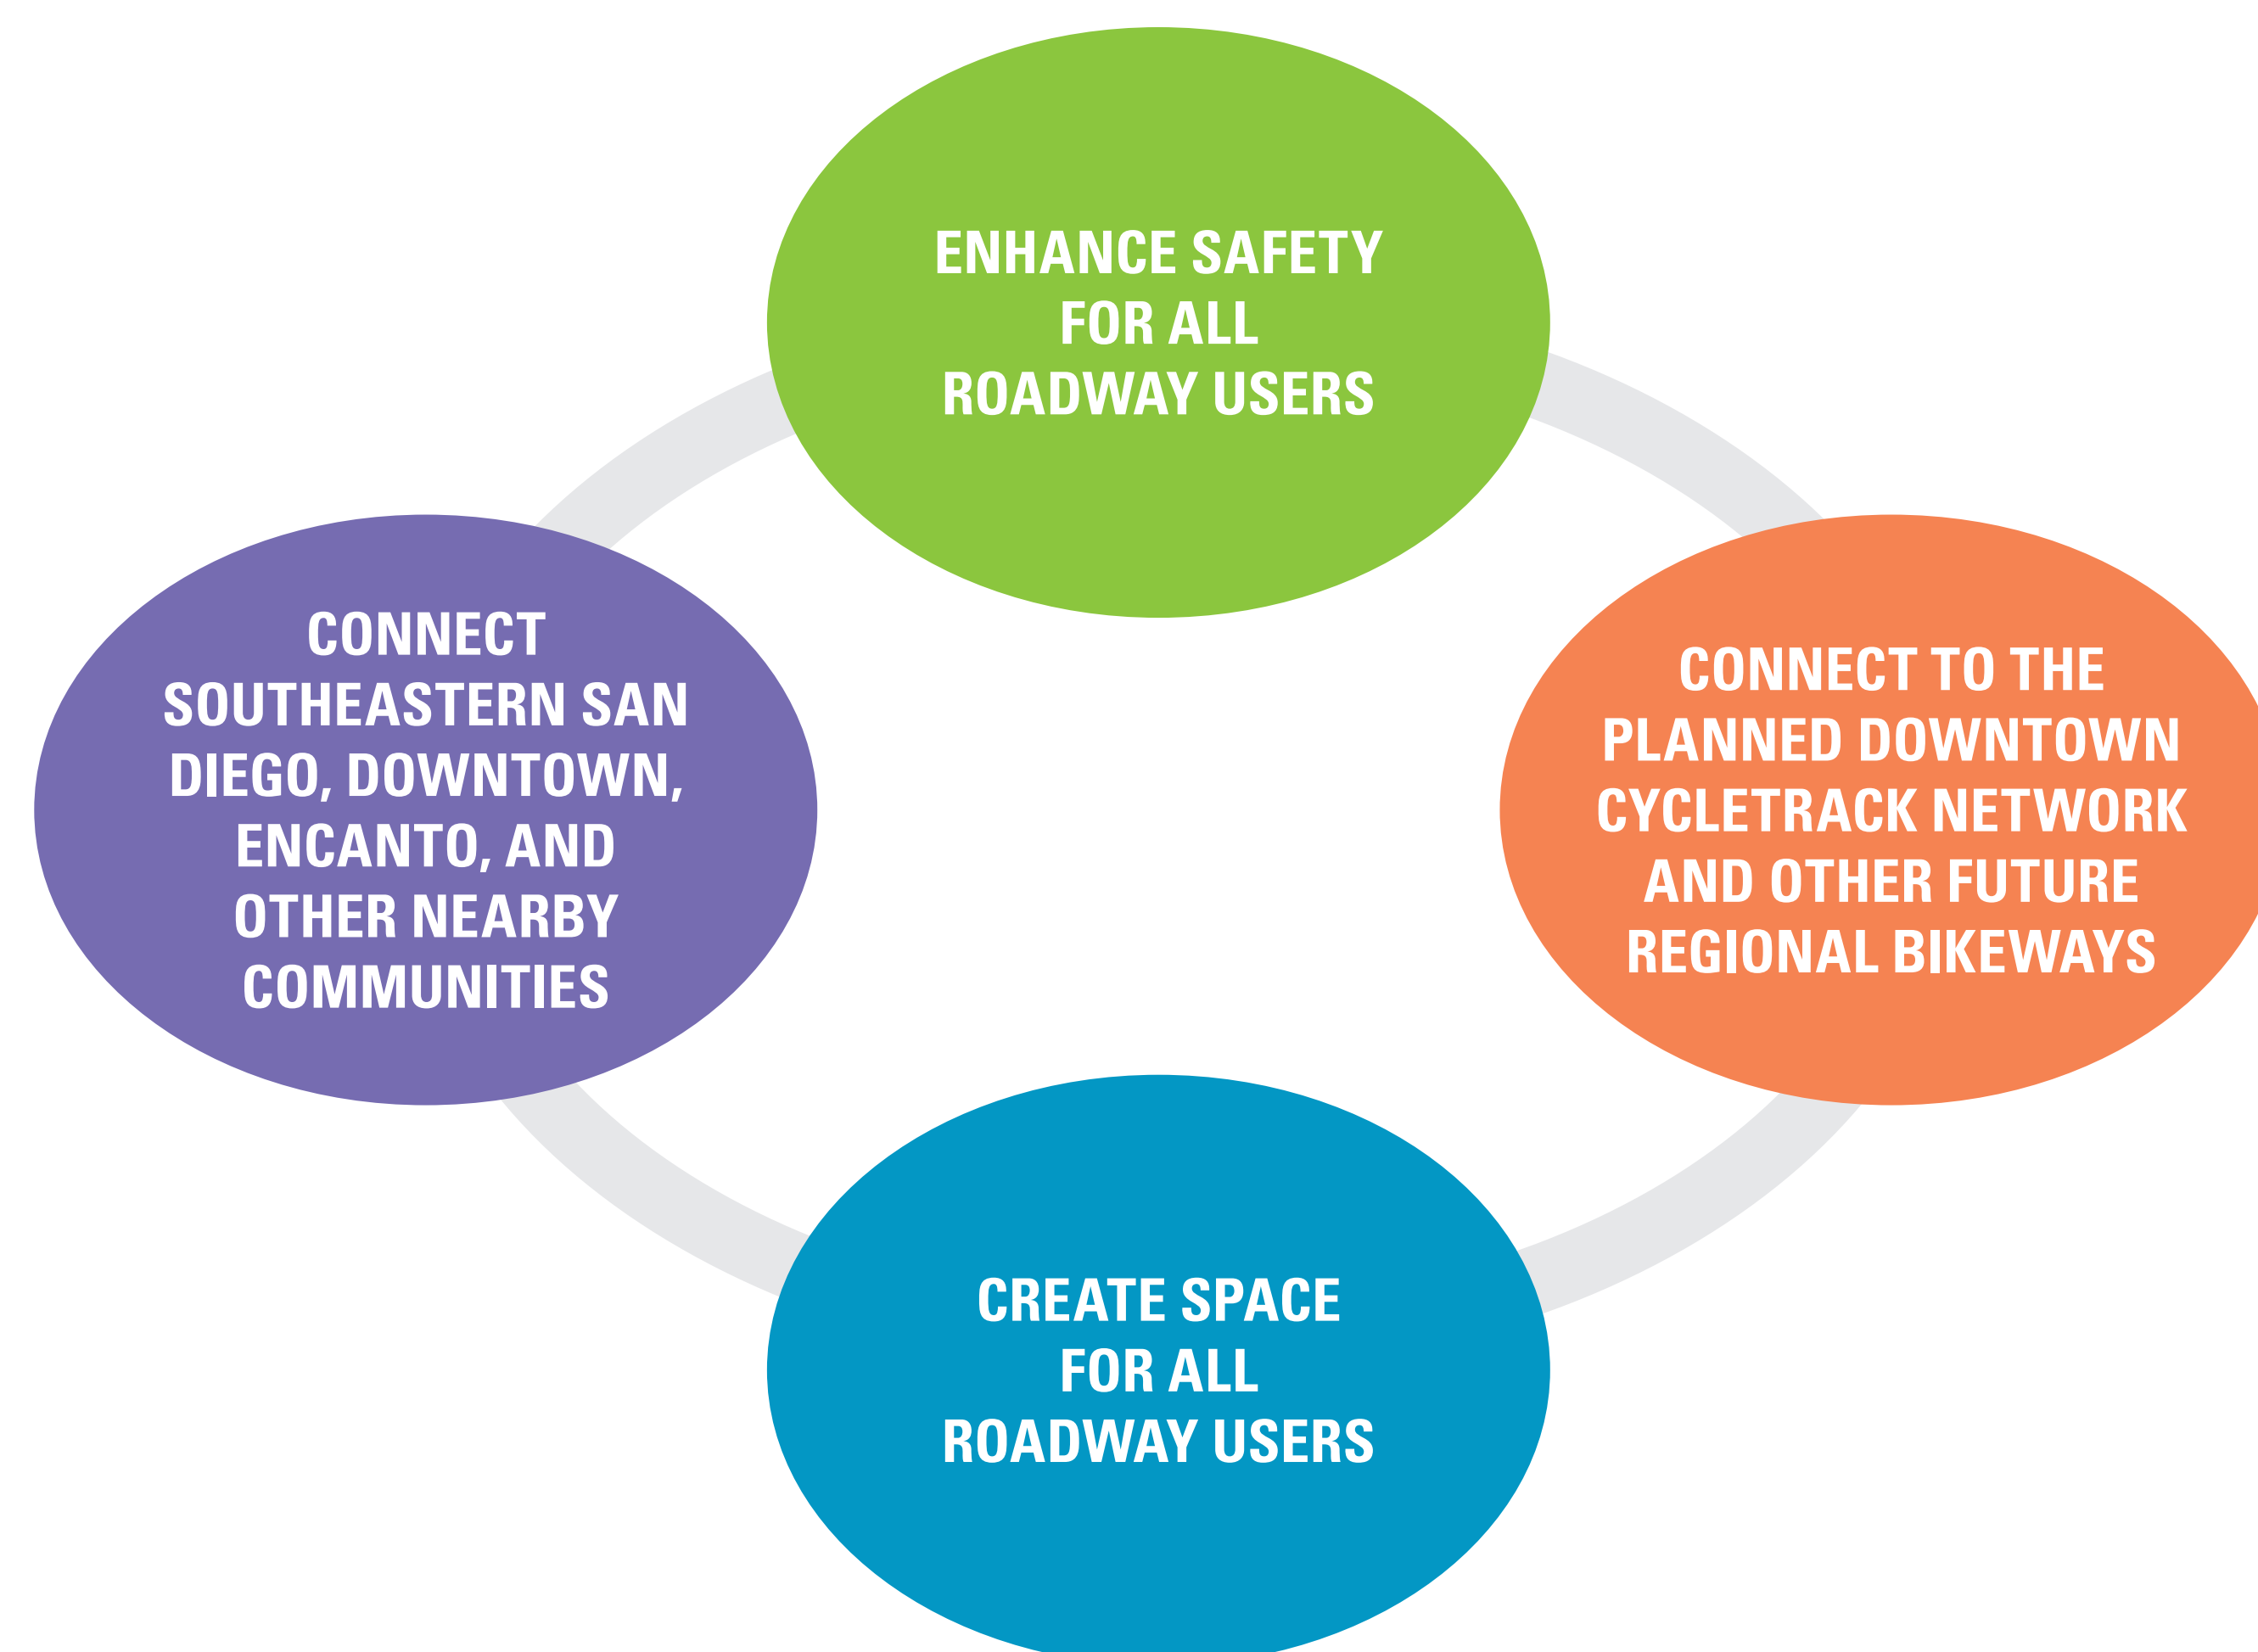 ENHANCE SAFETY
FOR ALL
ROADWAY USERS
CONNECT
SOUTHEASTERN SAN
DIEGO, DOWNTOWN,
ENCANTO, AND
OTHER NEARBY
COMMUNITIES
CONNECT TO THE
PLANNED DOWNTOWN
CYCLETRACK NETWORK
AND OTHER FUTURE
REGIONAL BIKEWAYS
CREATE SPACE
FOR ALL
ROADWAY USERS